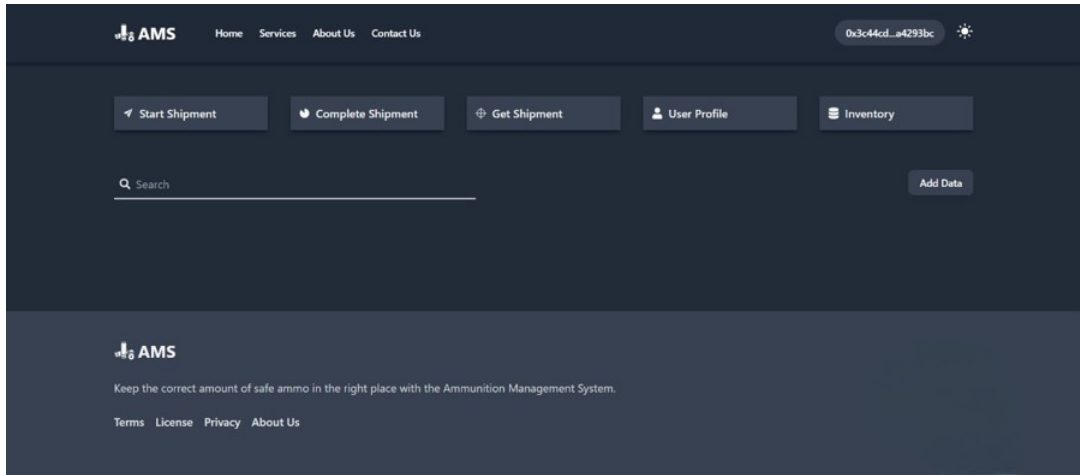 AMS Home Services About Us Contact Us 0x3c44cd...a4293bc
Start Shipment Complete Shipment Get Shipment User Profile Inventory
Search Add Data
AMS
Keep the correct amount of safe ammo in the right place with the Ammunition Management System.
Terms License Privacy About Us